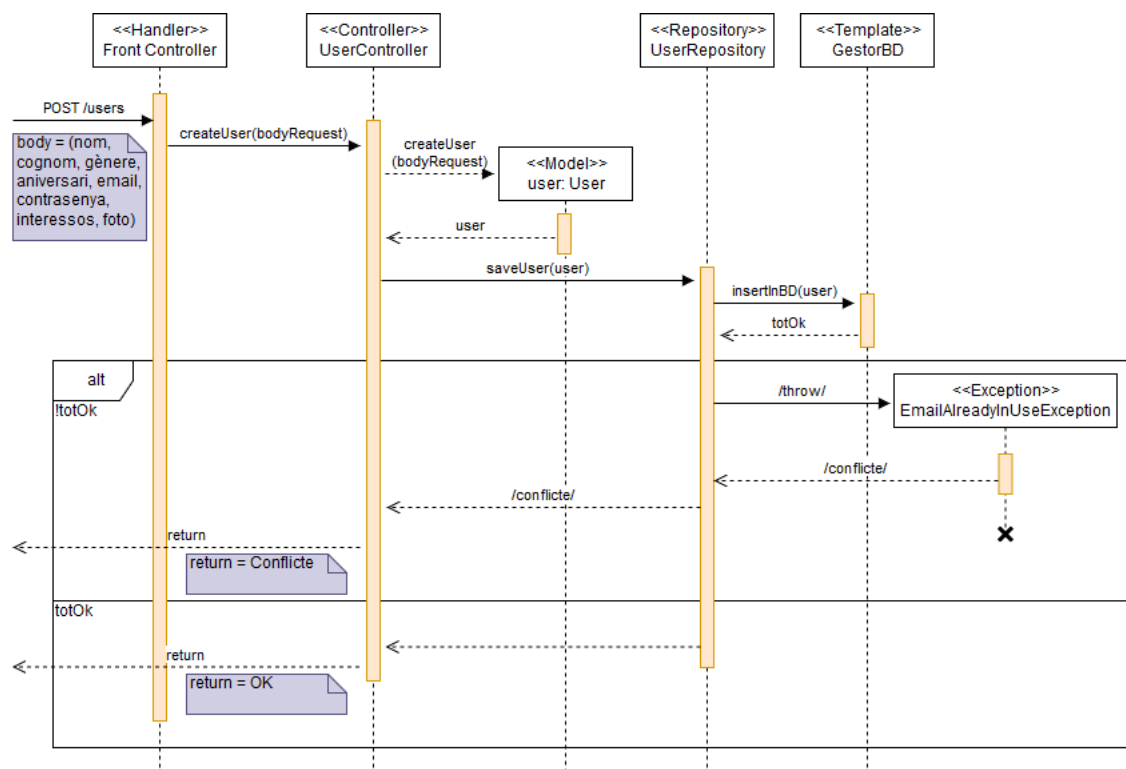 <<Handler>>
Front Controller
<<Controller>>
UserController
<<Repository>>
UserRepository
<<Template>>
GestorBD
POST /users
body = (nom,
cognom, gènere,
aniversari, email,
contrasenya,
interessos, foto)
createUser(bodyRequest)
createUser
(bodyRequest)
<<Model>>
user: User
user
saveUser(user)
insertInBD(user)
totOk
alt
!totOk
/throw/
<<Exception>>
EmailAlreadyInUseException
/conflicte/
/conflicte/
return
return = Conflicte
totOk
return
return = OK